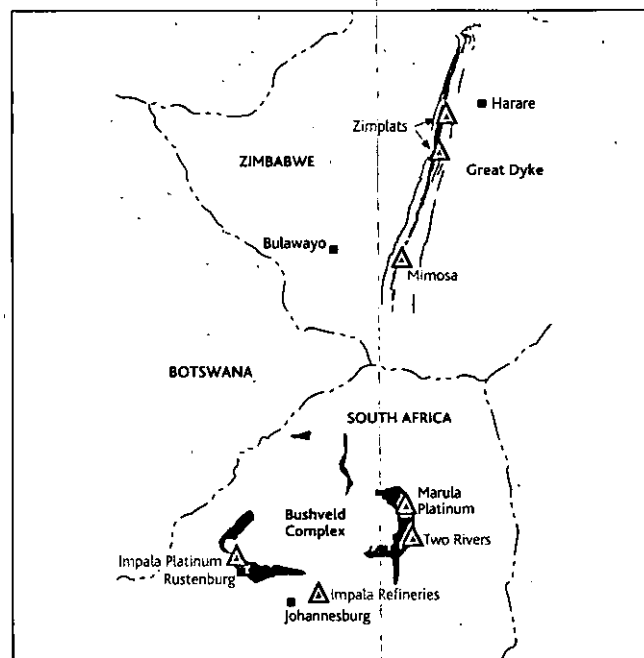 Harare
Zimplats
ZIMBABWE
Great Dyke
Bulawayo
Mimosa
BOTSWANA
SOUTH AFRICA
Marula
Platinum
Bushveld
Complex
Two Rivers
Impala Platinum
Rustenburg
Impala Refineries
Johannesburg